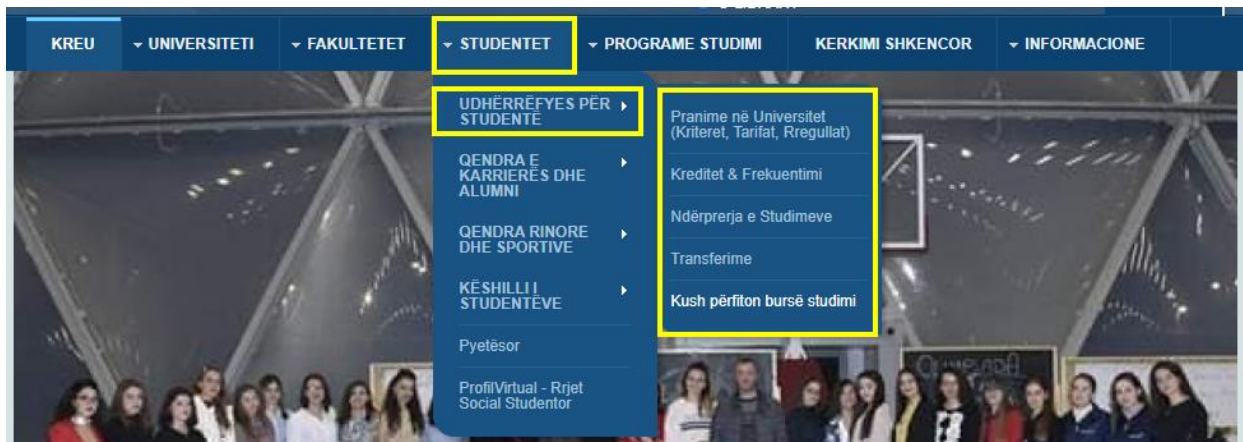 KREU
UNIVERSITETI
FAKULTETET
STUDENTET
PROGRAME STUDIMI
KERKIMI SHKENCOR
INFORMACIONE
UDHËRRËFYES PËR
STUDENTË
QENDRA E
KARRIERËS DHE
ALUMNI
QENDRA RINORE
DHE SPORTIVE
KËSHILLI I
STUDENTËVE
Pyetësor
ProfilVirtual - Rrjet
Social Studentor
Pranime në Universitet
(Kriteret, Tarifat, Rregullat)
Kreditet & Frekuentimi
Ndërprerja e Studimeve
Transferime
Kush përfiton bursë studimi